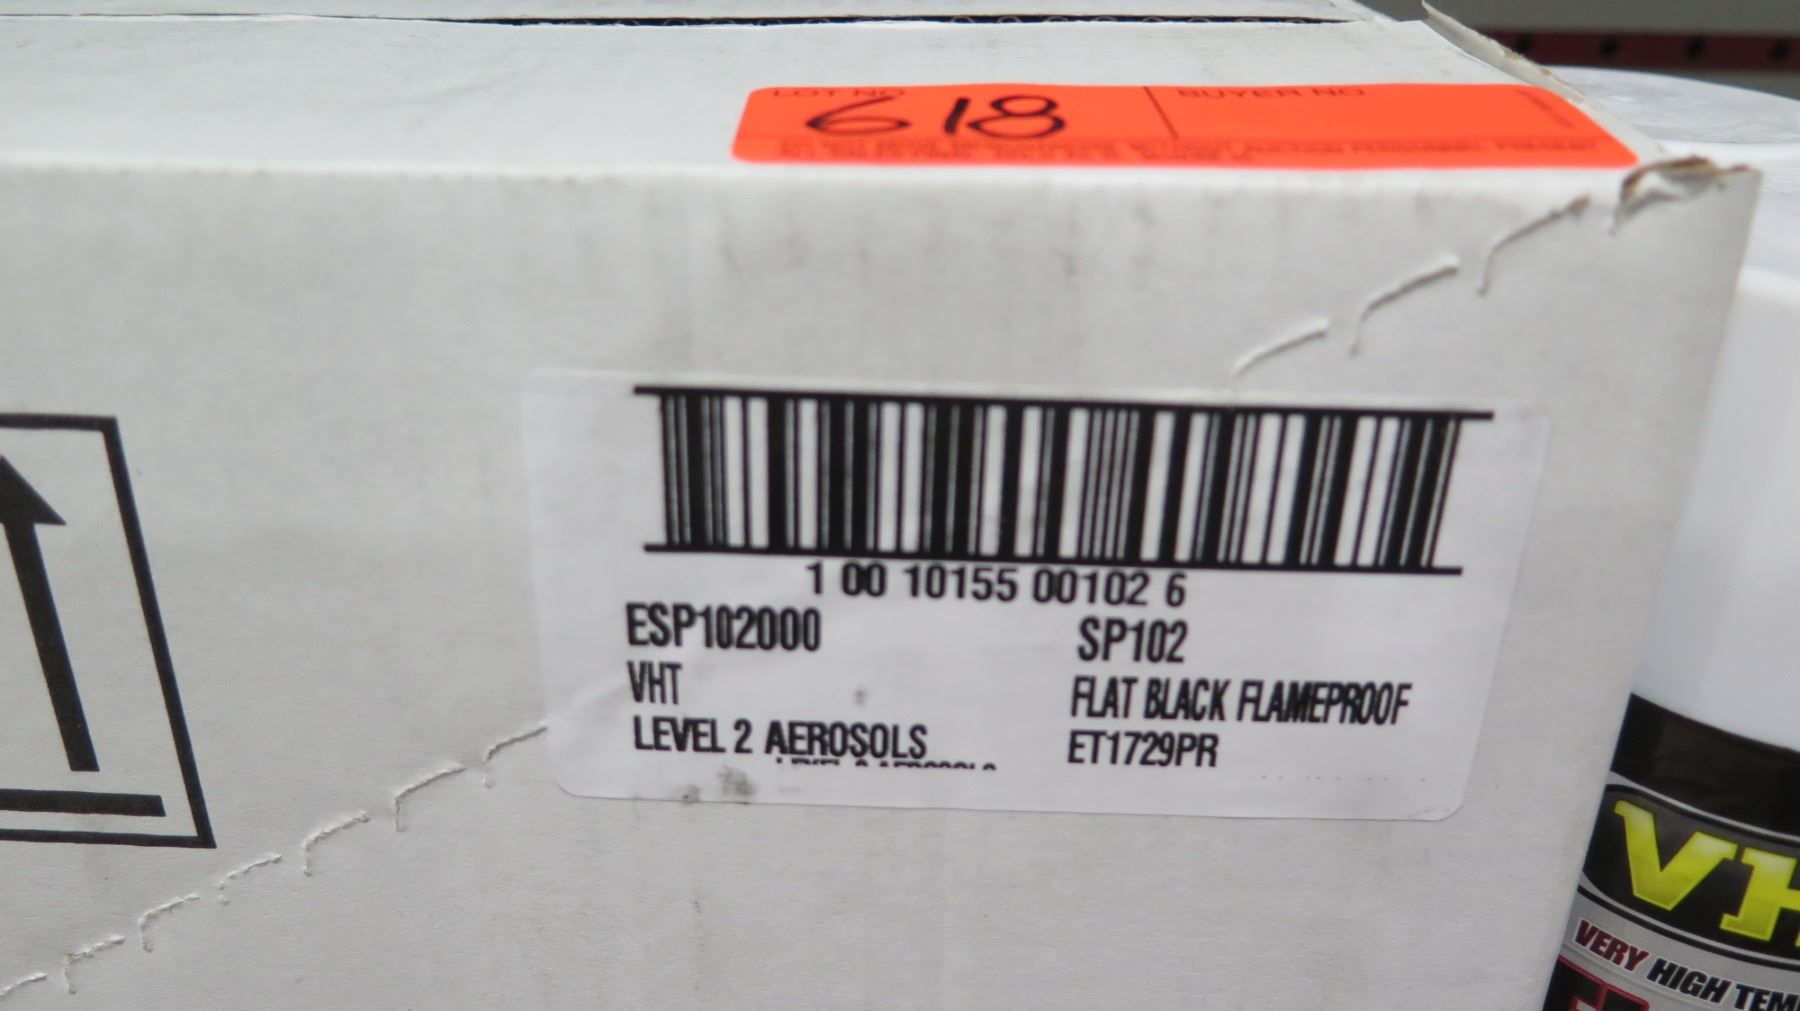 LOT NO
BUYER NO
618
1 00 10155 00102 6
ESP102000
SP102
VHT
FLAT BLACK FLAMEPROOF
LEVEL 2 AEROSOLS
ET1729PR
VERY HIGH TEM